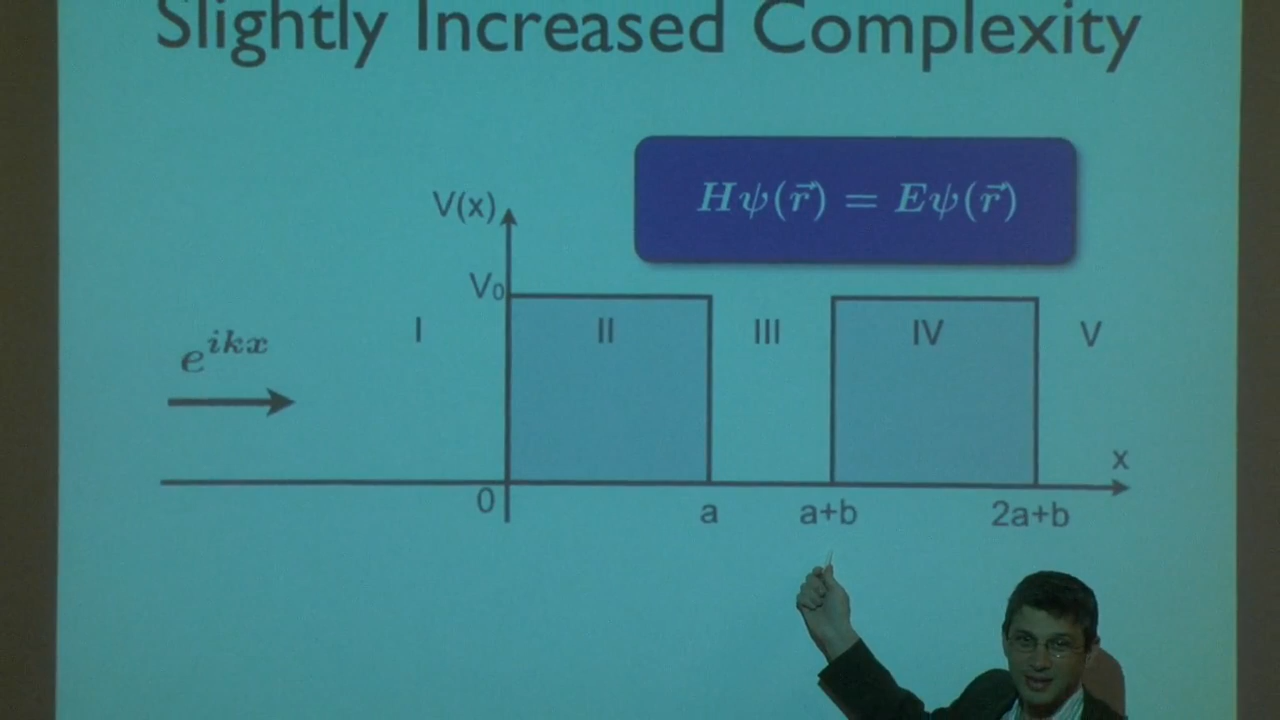 Slightly Increased Complexity
Hψ(r⃗) = Eψ(r⃗)
V(x)
V₀
I
II
III
IV
V
e^{ikx}
x
0
a
a+b
2a+b